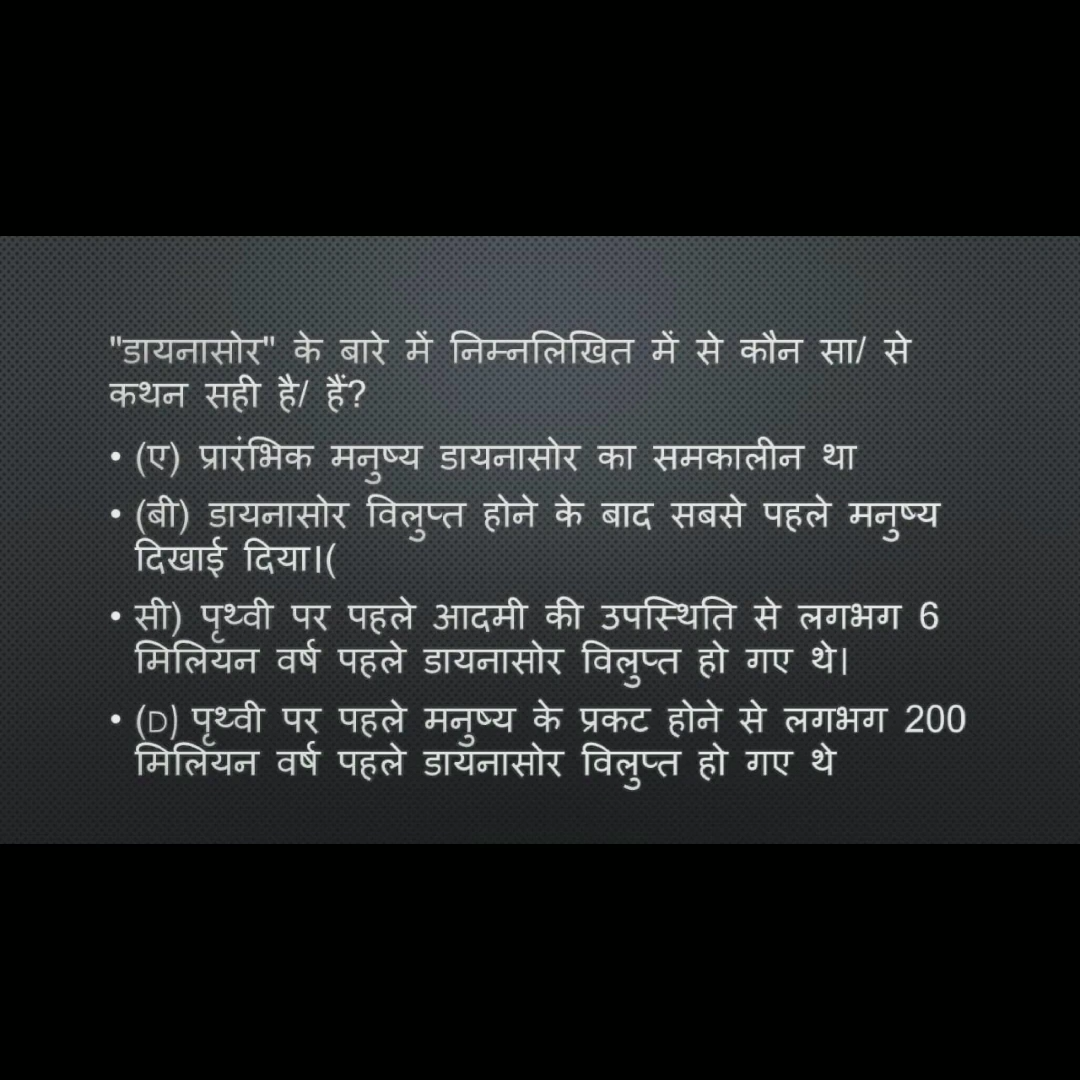 "डायनासोर" के बारे में निम्नलिखित में से कौन सा/ से
कथन सही है/ हैं?
• (ए) प्रारंभिक मनुष्य डायनासोर का समकालीन था
• (बी) डायनासोर विलुप्त होने के बाद सबसे पहले मनुष्य
दिखाई दिया।(
• सी) पृथ्वी पर पहले आदमी की उपस्थिति से लगभग 6
मिलियन वर्ष पहले डायनासोर विलुप्त हो गए थे।
• (D) पृथ्वी पर पहले मनुष्य के प्रकट होने से लगभग 200
मिलियन वर्ष पहले डायनासोर विलुप्त हो गए थे